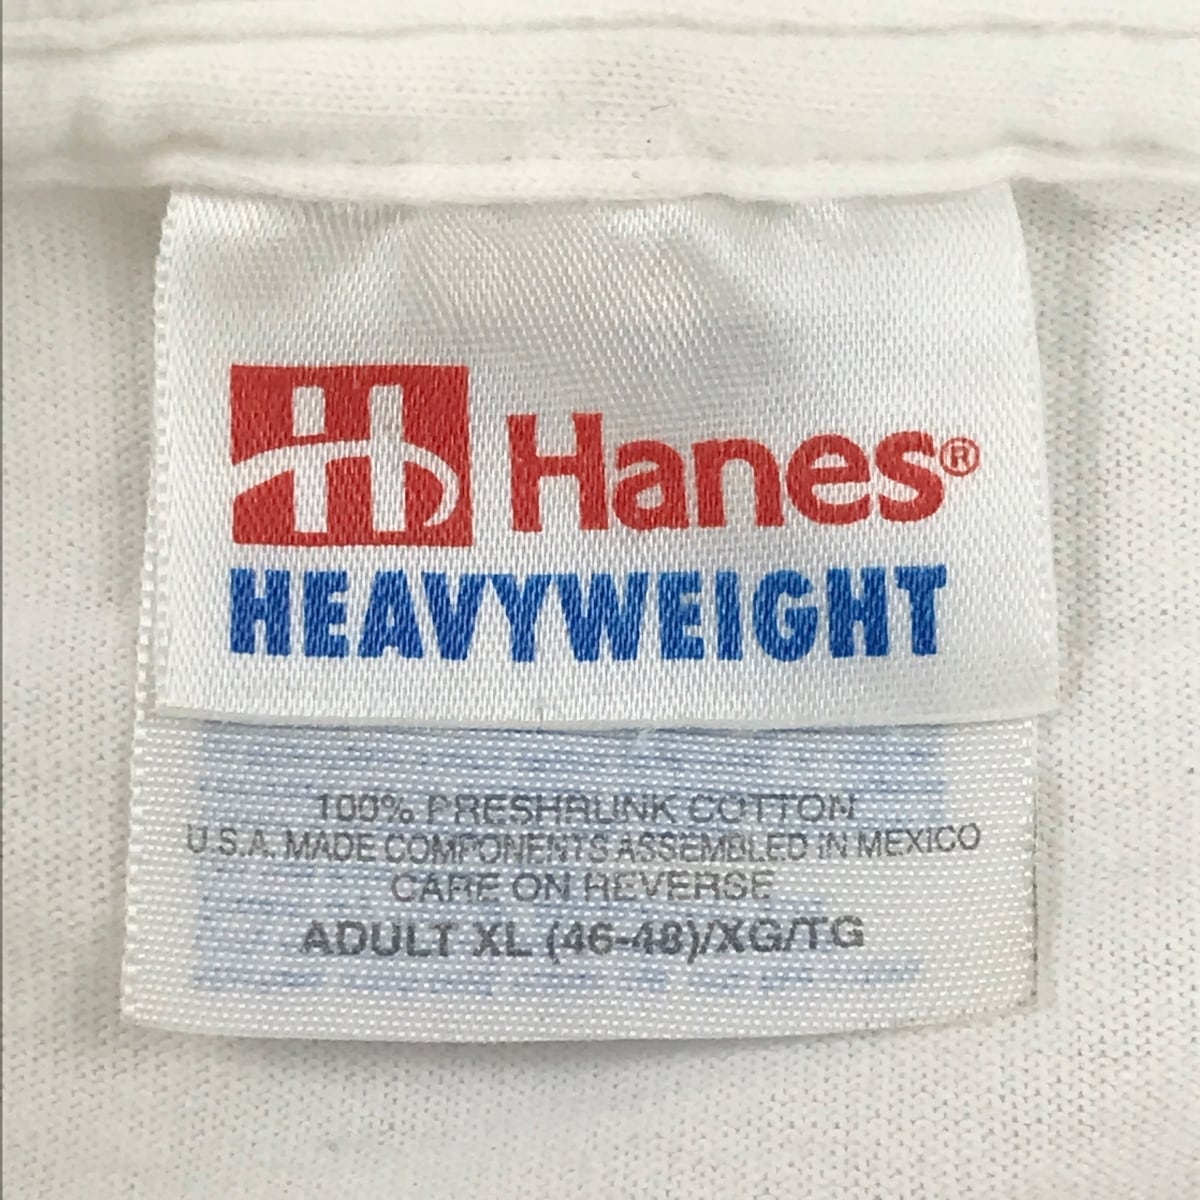 Hanes®
HEAVYWEIGHT
100% PRESHRUNK COTTON
U.S.A. MADE COMPONENTS ASSEMBLED IN MEXICO
CARE ON REVERSE
ADULT XL (46-48)/XG/TG